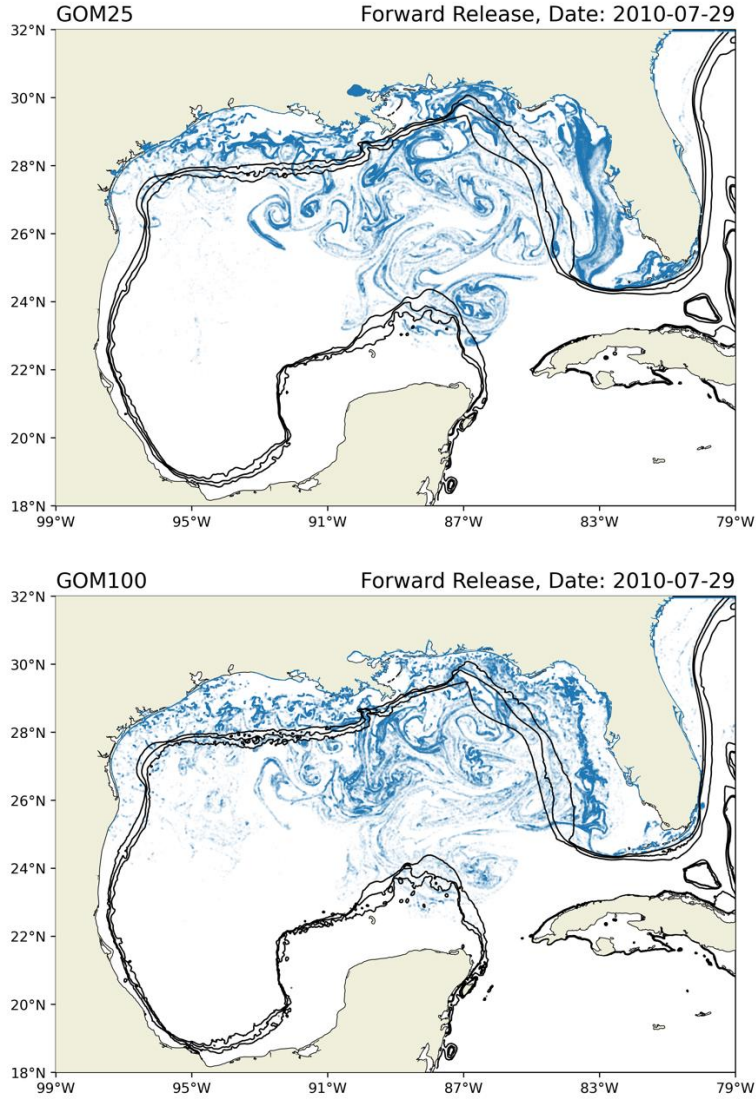 GOM25 Forward Release, Date: 2010-07-29
32°N
30°N
28°N
26°N
24°N
22°N
20°N
18°N
99°W 95°W 91°W 87°W 83°W 79°W
GOM100 Forward Release, Date: 2010-07-29
32°N
30°N
28°N
26°N
24°N
22°N
20°N
18°N
99°W 95°W 91°W 87°W 83°W 79°W